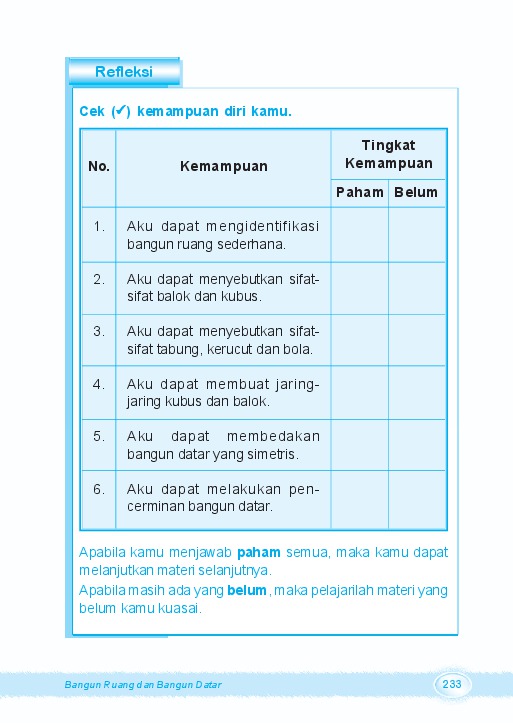 Refleksi
Cek (✓) kemampuan diri kamu.
No. Kemampuan Tingkat Kemampuan
Paham Belum
1. Aku dapat mengidentifikasi
bangun ruang sederhana.
2. Aku dapat menyebutkan sifat-
sifat balok dan kubus.
3. Aku dapat menyebutkan sifat-
sifat tabung, kerucut dan bola.
4. Aku dapat membuat jaring-
jaring kubus dan balok.
5. Aku dapat membedakan
bangun datar yang simetris.
6. Aku dapat melakukan pen-
cerminan bangun datar.
Apabila kamu menjawab paham semua, maka kamu dapat
melanjutkan materi selanjutnya.
Apabila masih ada yang belum, maka pelajarilah materi yang
belum kamu kuasai.
Bangun Ruang dan Bangun Datar 233